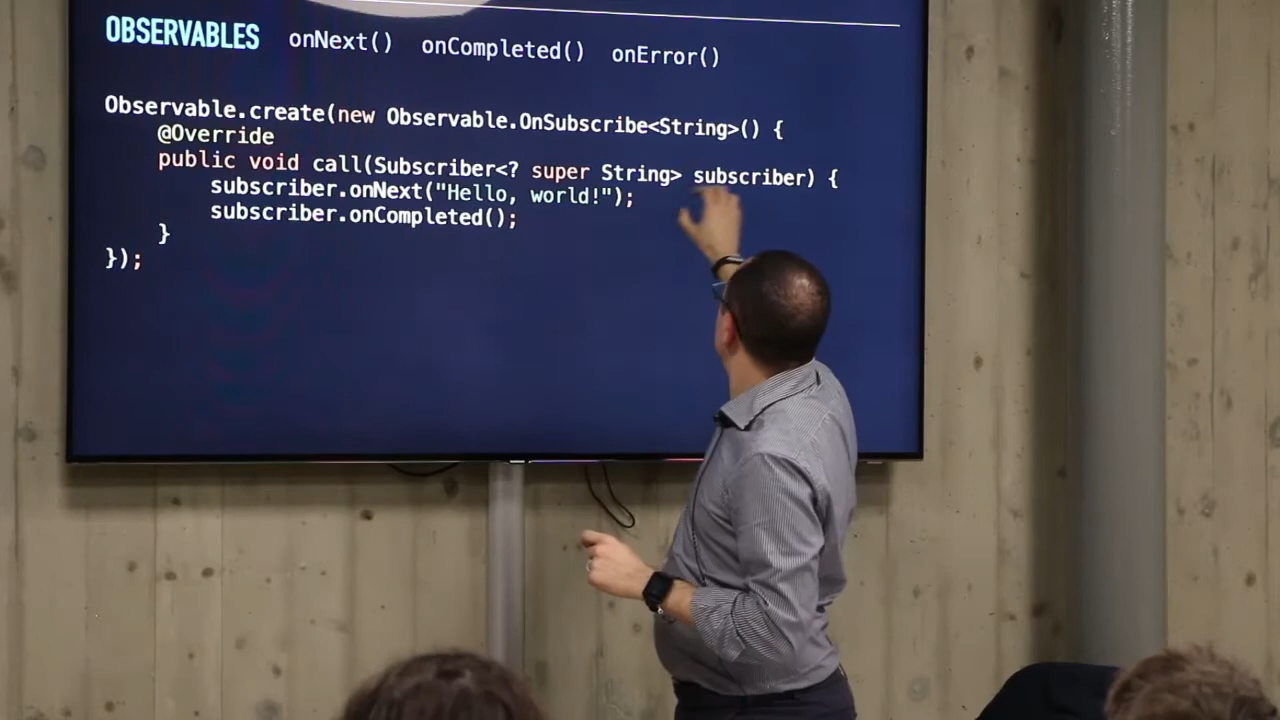 OBSERVABLES onNext() onCompleted() onError()
Observable.create(new Observable.OnSubscribe<String>() {
@Override
public void call(Subscriber<? super String> subscriber) {
subscriber.onNext("Hello, world!");
subscriber.onCompleted();
}
});